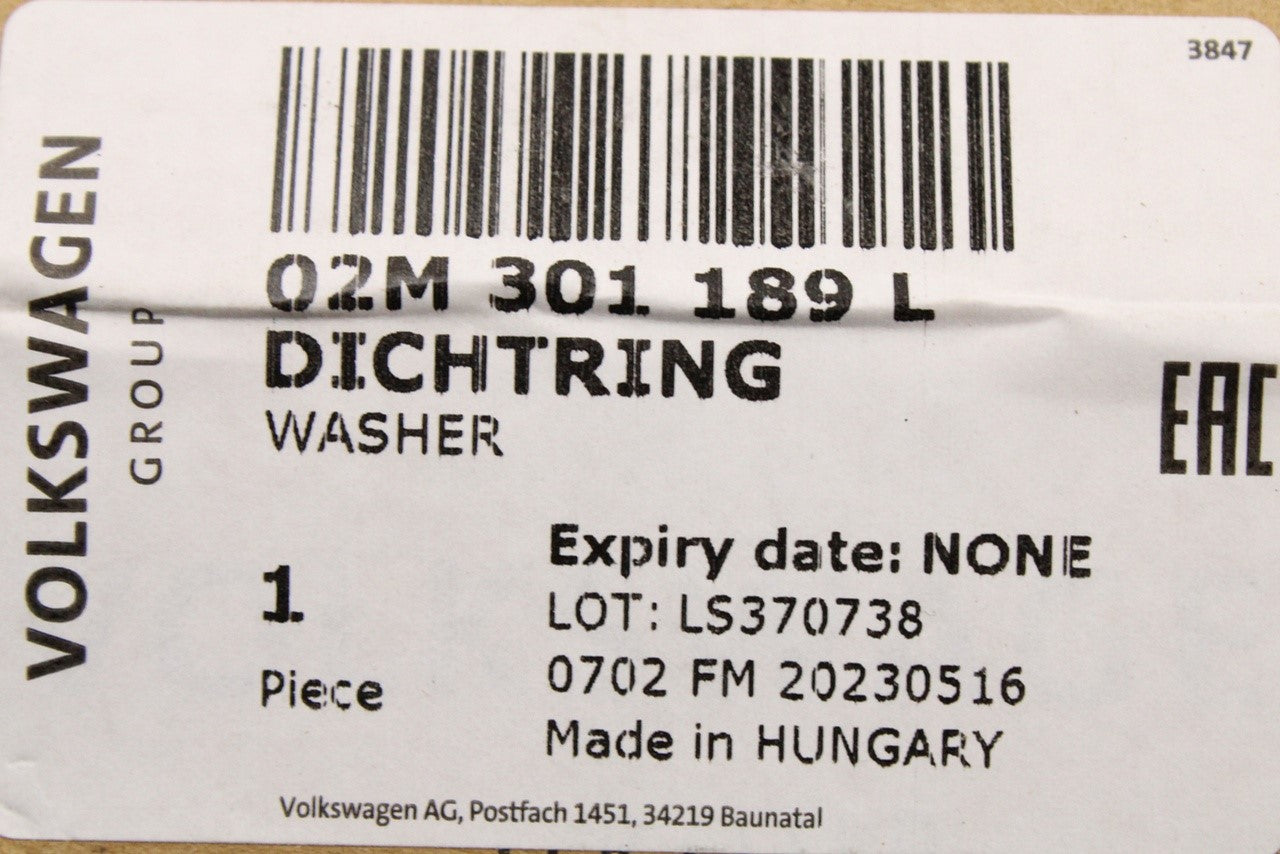 3847
VOLKSWAGEN
GROUP
02M 301 189 L
DICHTRING
WASHER
EAC
1
Piece
Expiry date: NONE
LOT: LS370738
0702 FM 20230516
Made in HUNGARY
Volkswagen AG, Postfach 1451, 34219 Baunatal